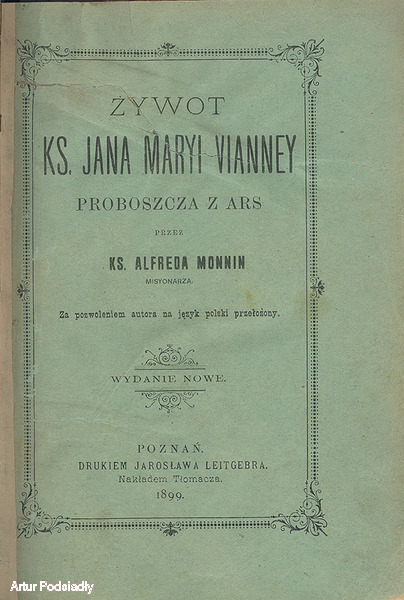 ŻYWOT
KS. JANA MARYI VIANNEY
PROBOSZCZA Z ARS
PRZEZ
KS. ALFREDA MONNIN
MISYONARZA.
Za pozwoleniem autora na język polski przełożony.
WYDANIE NOWE.
POZNAŃ.
DRUKIEM JAROSŁAWA LEITGEBRA.
Nakładem Tłomacza.
1899.
Artur Podsiadły